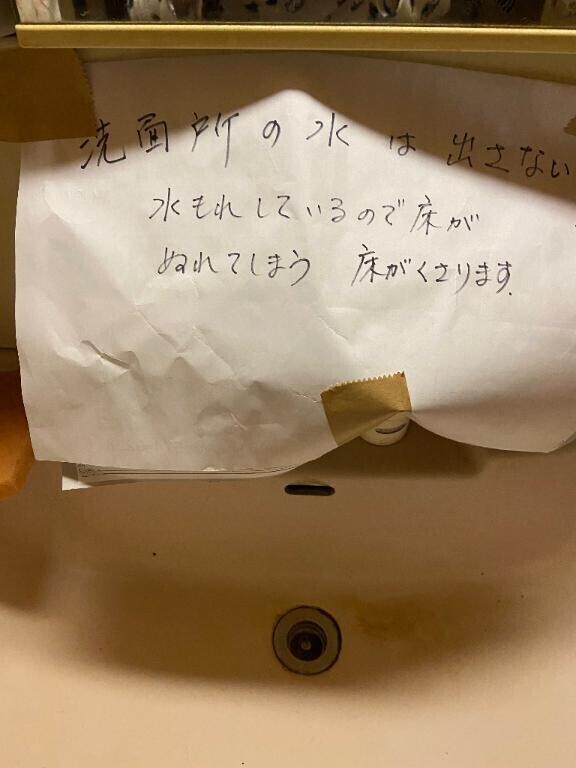 洗面所の水は出さない
水もれしているので床が
ぬれてしまう 床がくさります.